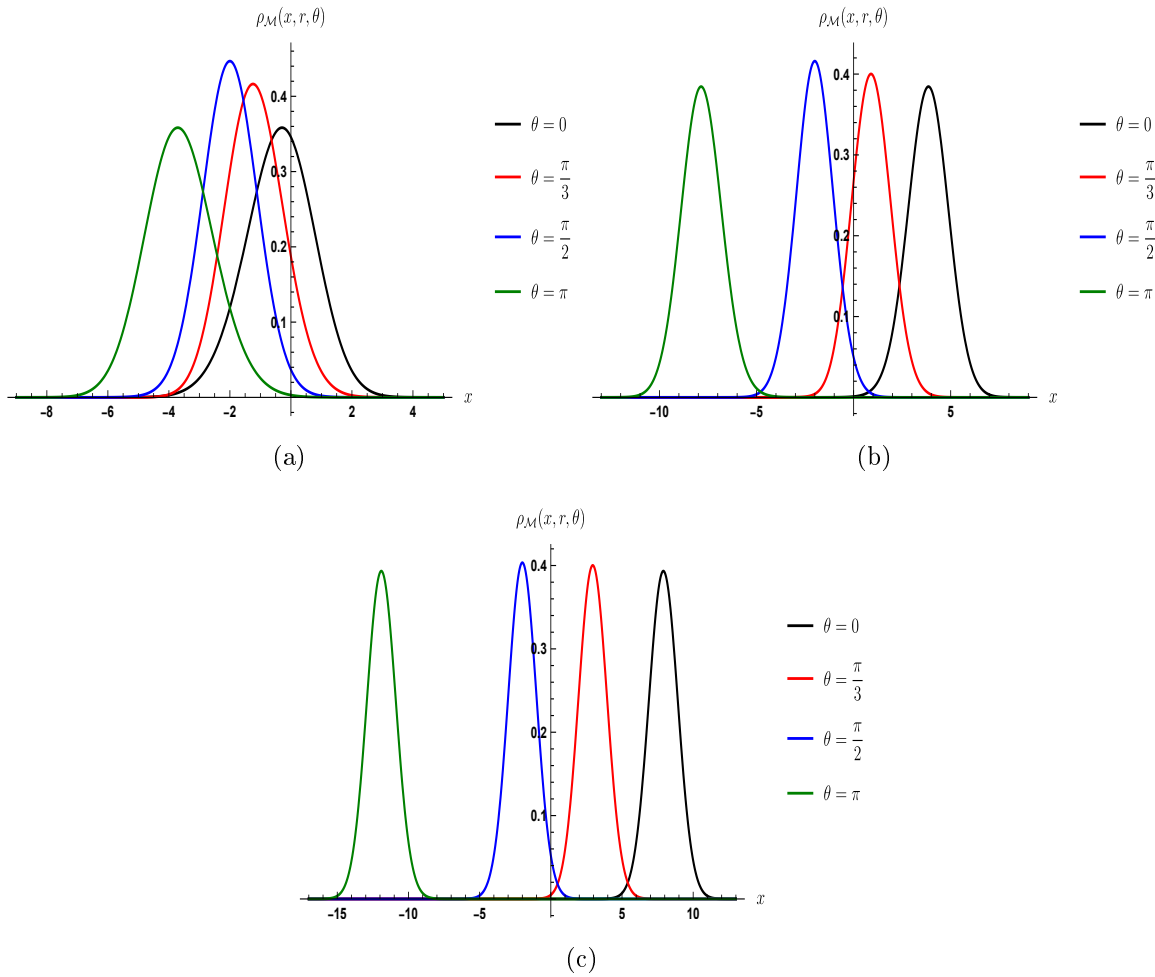 ρ_M(x, r, θ)
0.4
0.3
0.2
0.1
−8 −6 −4 −2 2 4 x
θ = 0
θ = π/3
θ = π/2
θ = π
(a)
ρ_M(x, r, θ)
0.4
0.3
0.2
0.1
−10 −5 5 x
θ = 0
θ = π/3
θ = π/2
θ = π
(b)
ρ_M(x, r, θ)
0.4
0.3
0.2
0.1
−15 −10 −5 5 10 x
θ = 0
θ = π/3
θ = π/2
θ = π
(c)